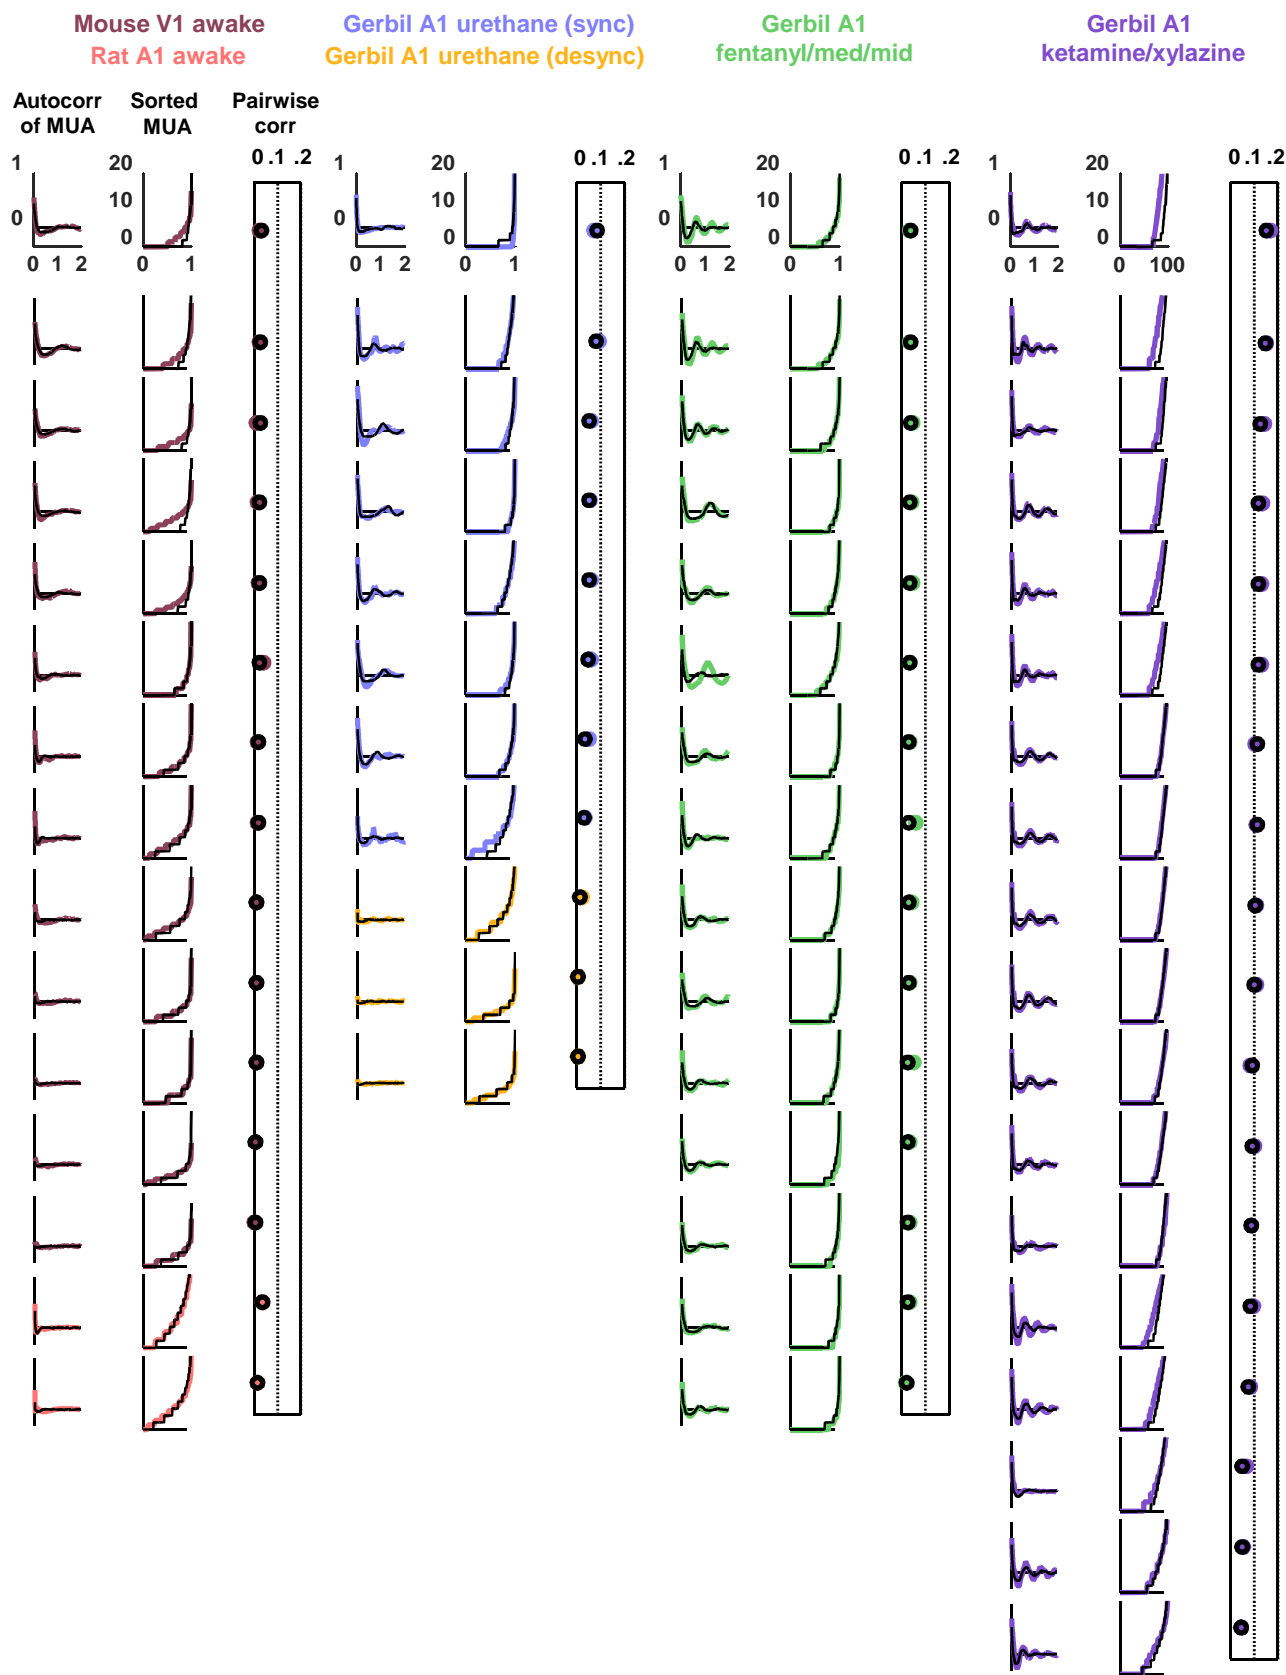 Mouse V1 awake
Rat A1 awake
Gerbil A1 urethane (sync)
Gerbil A1 urethane (desync)
Gerbil A1
fentanyl/med/mid
Gerbil A1
ketamine/xylazine
Autocorr
of MUA
Sorted
MUA
Pairwise
corr
0 .1 .2
0 .1 .2
0 .1 .2
0 .1 .2
1
0
0 1 2
20
10
0
0 1
1
0
0 1 2
20
10
0
0 1
1
0
0 1 2
20
10
0
0 1
1
0
0 1 2
20
10
0
0 100